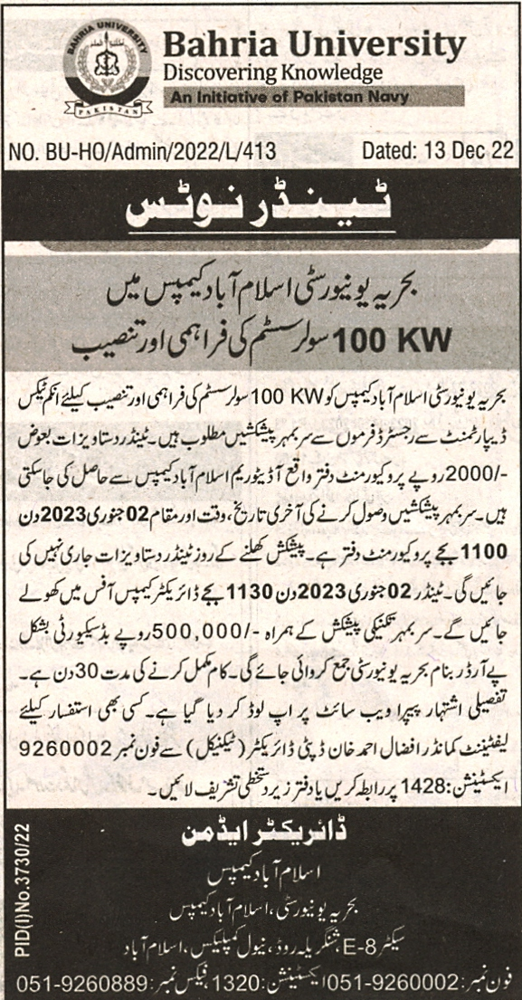 BAHRIA UNIVERSITY
PAKISTAN
Bahria University
Discovering Knowledge
An Initiative of Pakistan Navy
NO. BU-HO/Admin/2022/L/413 Dated: 13 Dec 22
ٹینڈر نوٹس
بحریہ یونیورسٹی اسلام آباد کیمپس میں
100 KW سولر سسٹم کی فراہمی اور تنصیب
بحریہ یونیورسٹی اسلام آباد کیمپس کو 100 KW سولر سسٹم کی فراہمی اور تنصیب کیلئے انکم ٹیکس
ڈیپارٹمنٹ سے رجسٹرڈ فرموں سے سربمہر پیشکشیں مطلوب ہیں۔ ٹینڈر دستاویزات بعوض
2000/- روپے پروکیورمنٹ دفتر واقع آڈیٹوریم اسلام آباد کیمپس سے حاصل کی جاسکتی
ہیں۔ سربمہر پیشکشیں وصول کرنے کی آخری تاریخ، وقت اور مقام 02 جنوری 2023 دن
1100 بجے پروکیورمنٹ دفتر ہے۔ پیشکش کھلنے کے روز ٹینڈر دستاویزات جاری نہیں کی
جائیں گی۔ ٹینڈر 02 جنوری 2023 دن 1130 بجے ڈائریکٹر کیمپس آفس میں کھولے
جائیں گے۔ سربمہر تکنیکی پیشکش کے ہمراہ 500,000/- روپے بڈسیکیورٹی بشکل
پے آرڈر بنام بحریہ یونیورسٹی جمع کروائی جائے گی۔ کام مکمل کرنے کی مدت 30 دن ہے۔
تفصیلی اشتہار پیپرا ویب سائٹ پر اپ لوڈ کر دیا گیا ہے۔ کسی بھی استفسار کیلئے
لیفٹیننٹ کمانڈر افضال احمد خان ڈپٹی ڈائریکٹر (ٹیکنیکل) سے فون نمبر 9260002
ایکسٹینشن: 1428 پر رابطہ کریں یا دفتر زیر دستخطی تشریف لائیں۔
ڈائریکٹر ایڈمن
اسلام آباد کیمپس
بحریہ یونیورسٹی، اسلام آباد کیمپس
سیکٹر E-8، شنگریلہ روڈ، نیول کمپلیکس، اسلام آباد
فون نمبر: 051-9260002 ایکسٹینشن: 1320، فیکس نمبر: 051-9260889
PID(I)No.3730/22